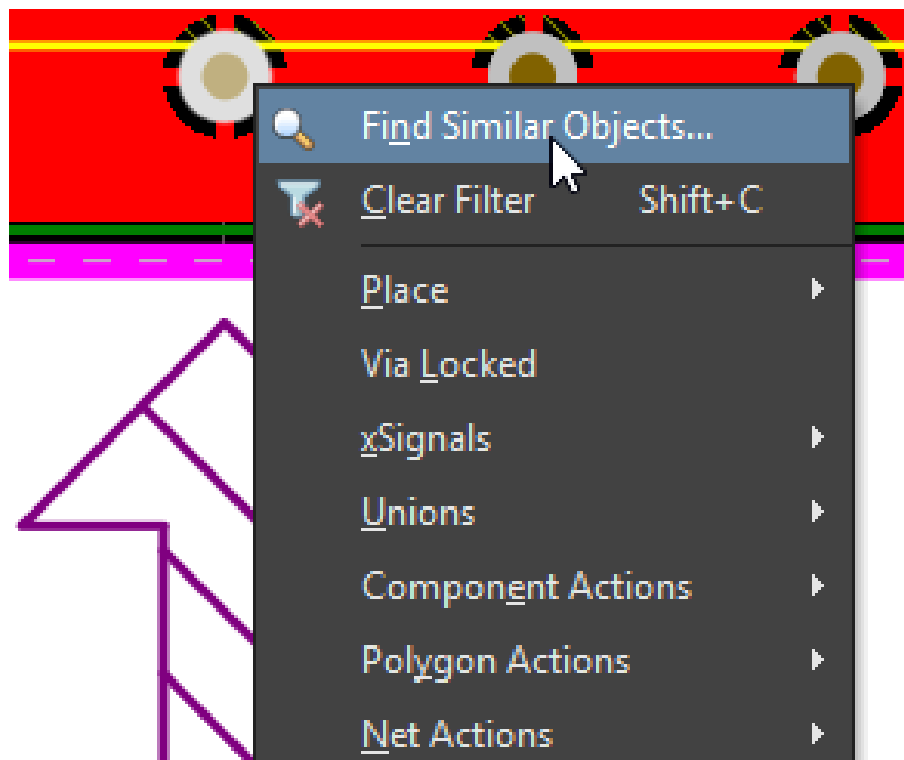 Find Similar Objects...
Clear Filter Shift+C
Place
Via Locked
xSignals
Unions
Component Actions
Polygon Actions
Net Actions